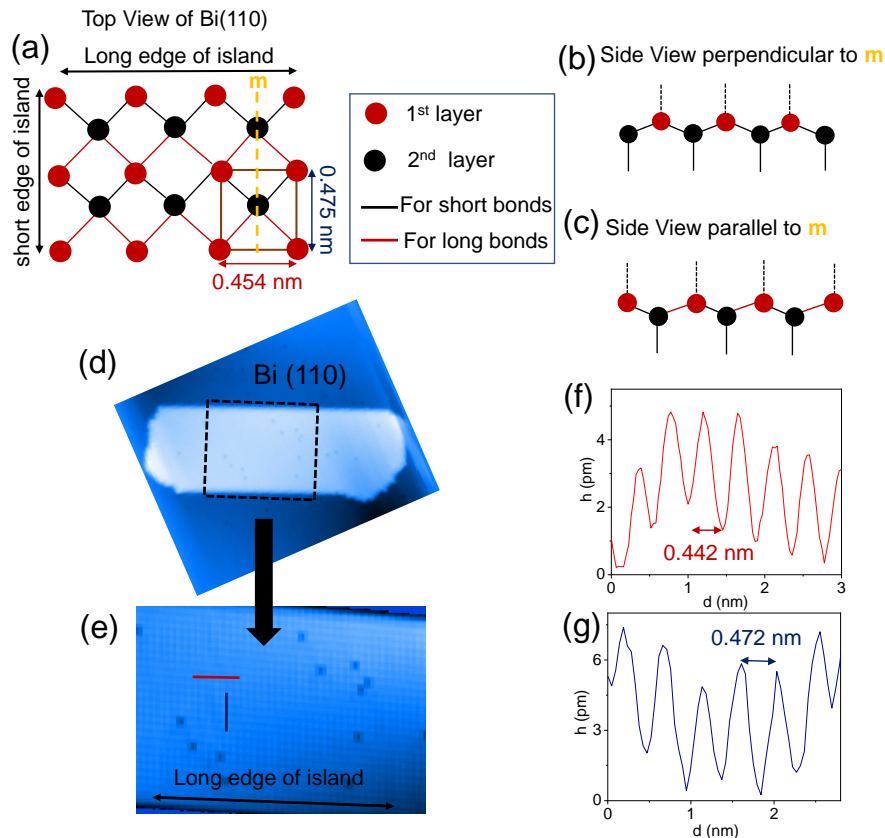 Top View of Bi(110)
(a)
Long edge of island
m
short edge of island
0.475 nm
0.454 nm
1st layer
2nd layer
For short bonds
For long bonds
(b) Side View perpendicular to m
(c) Side View parallel to m
(d)
Bi (110)
(e)
Long edge of island
(f)
h (pm)
4
2
0
0.442 nm
0 1 2 3
d (nm)
(g)
h (pm)
6
3
0
0.472 nm
0 2
d (nm)